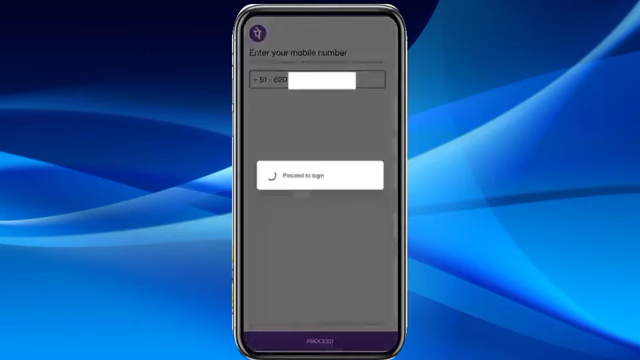 पे
Enter your mobile number
+ 91 - 620
Proceed to login
PROCEED